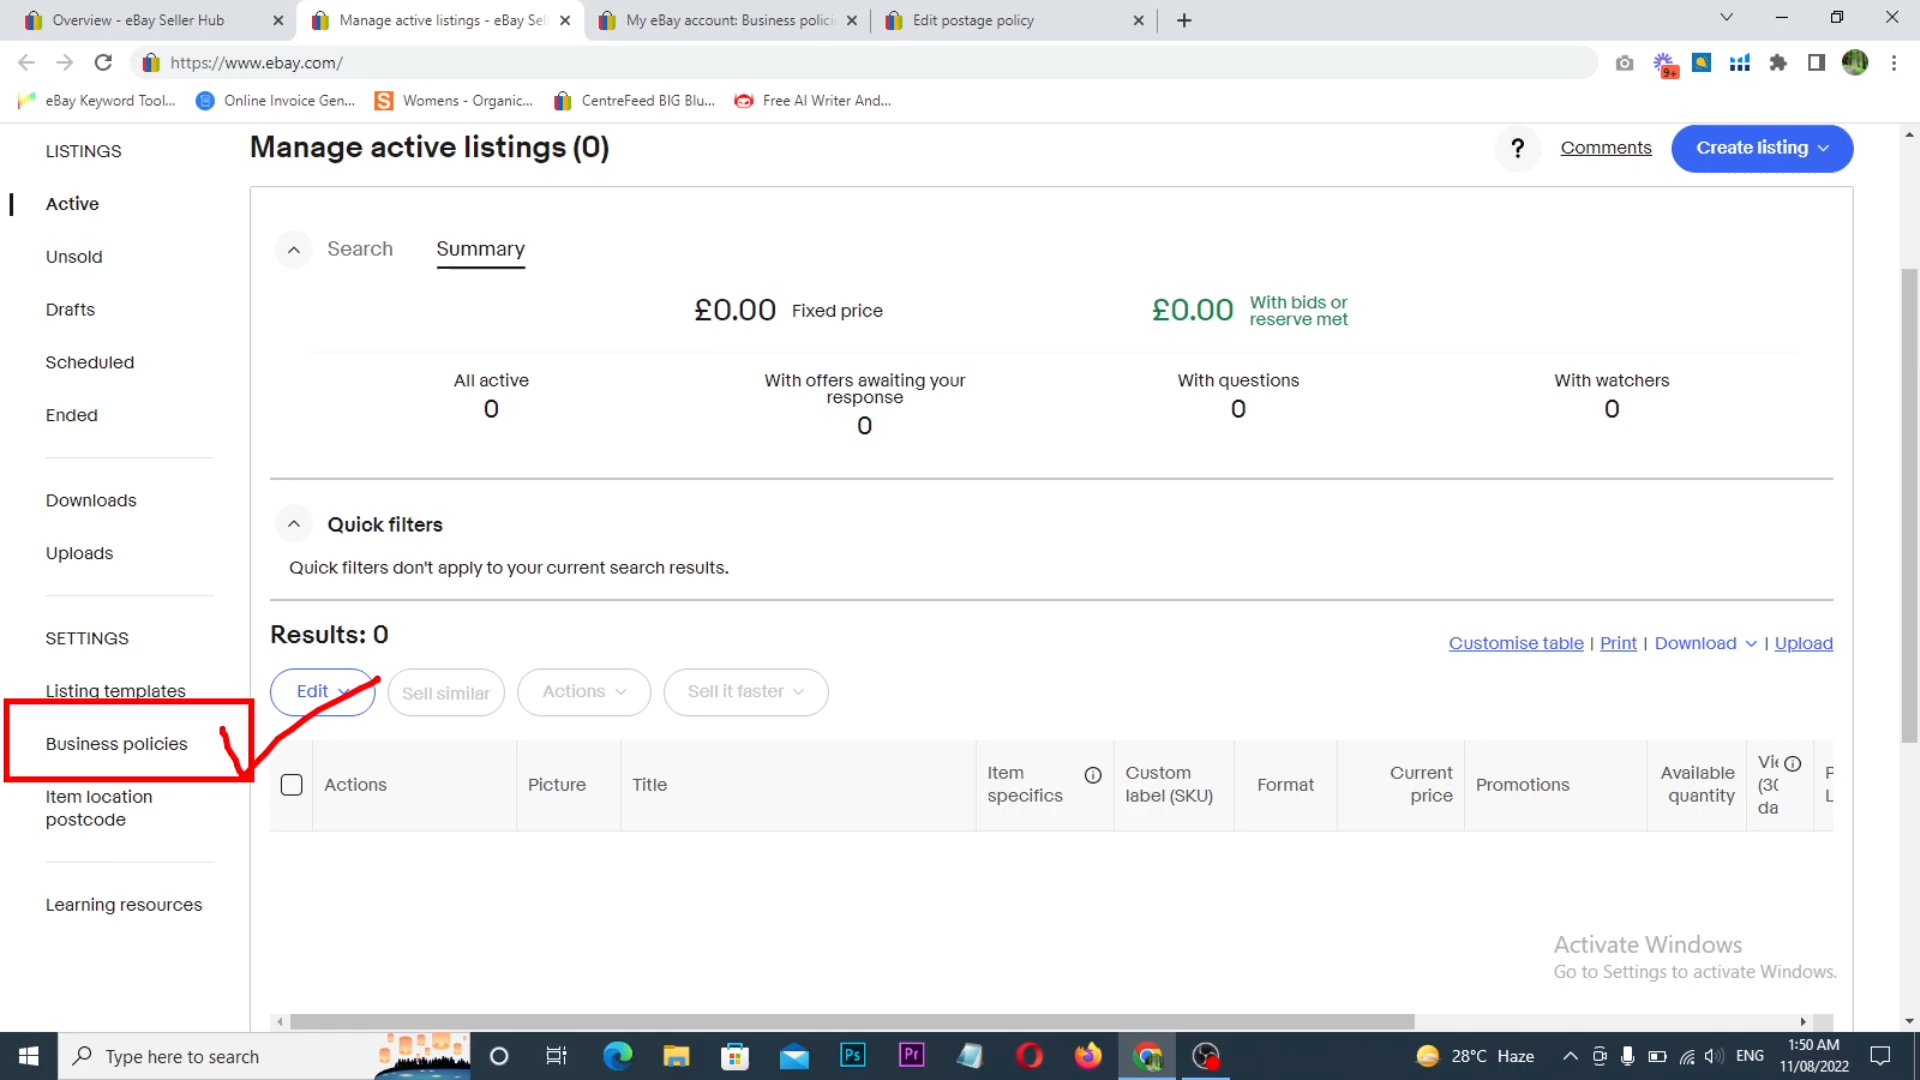 Overview - eBay Seller Hub
Manage active listings - eBay Sel
My eBay account: Business polici
Edit postage policy
https://www.ebay.com/
9+
eBay Keyword Tool...
Online Invoice Gen...
S Womens - Organic...
CentreFeed BIG Blu...
Free AI Writer And...
LISTINGS
Active
Unsold
Drafts
Scheduled
Ended
Downloads
Uploads
SETTINGS
Listing templates
Business policies
Item location
postcode
Learning resources
Manage active listings (0)
?
Comments
Create listing
Search
Summary
£0.00 Fixed price
£0.00 With bids or
reserve met
All active
0
With offers awaiting your
response
0
With questions
0
With watchers
0
Quick filters
Quick filters don't apply to your current search results.
Results: 0
Customise table | Print | Download | Upload
Edit
Sell similar
Actions
Sell it faster
Actions
Picture
Title
Item
specifics
Custom
label (SKU)
Format
Current
price
Promotions
Available
quantity
Vi
(30
da
F
L
Activate Windows
Go to Settings to activate Windows.
Type here to search
Ps
Pr
28°C Haze
ENG
1:50 AM
11/08/2022